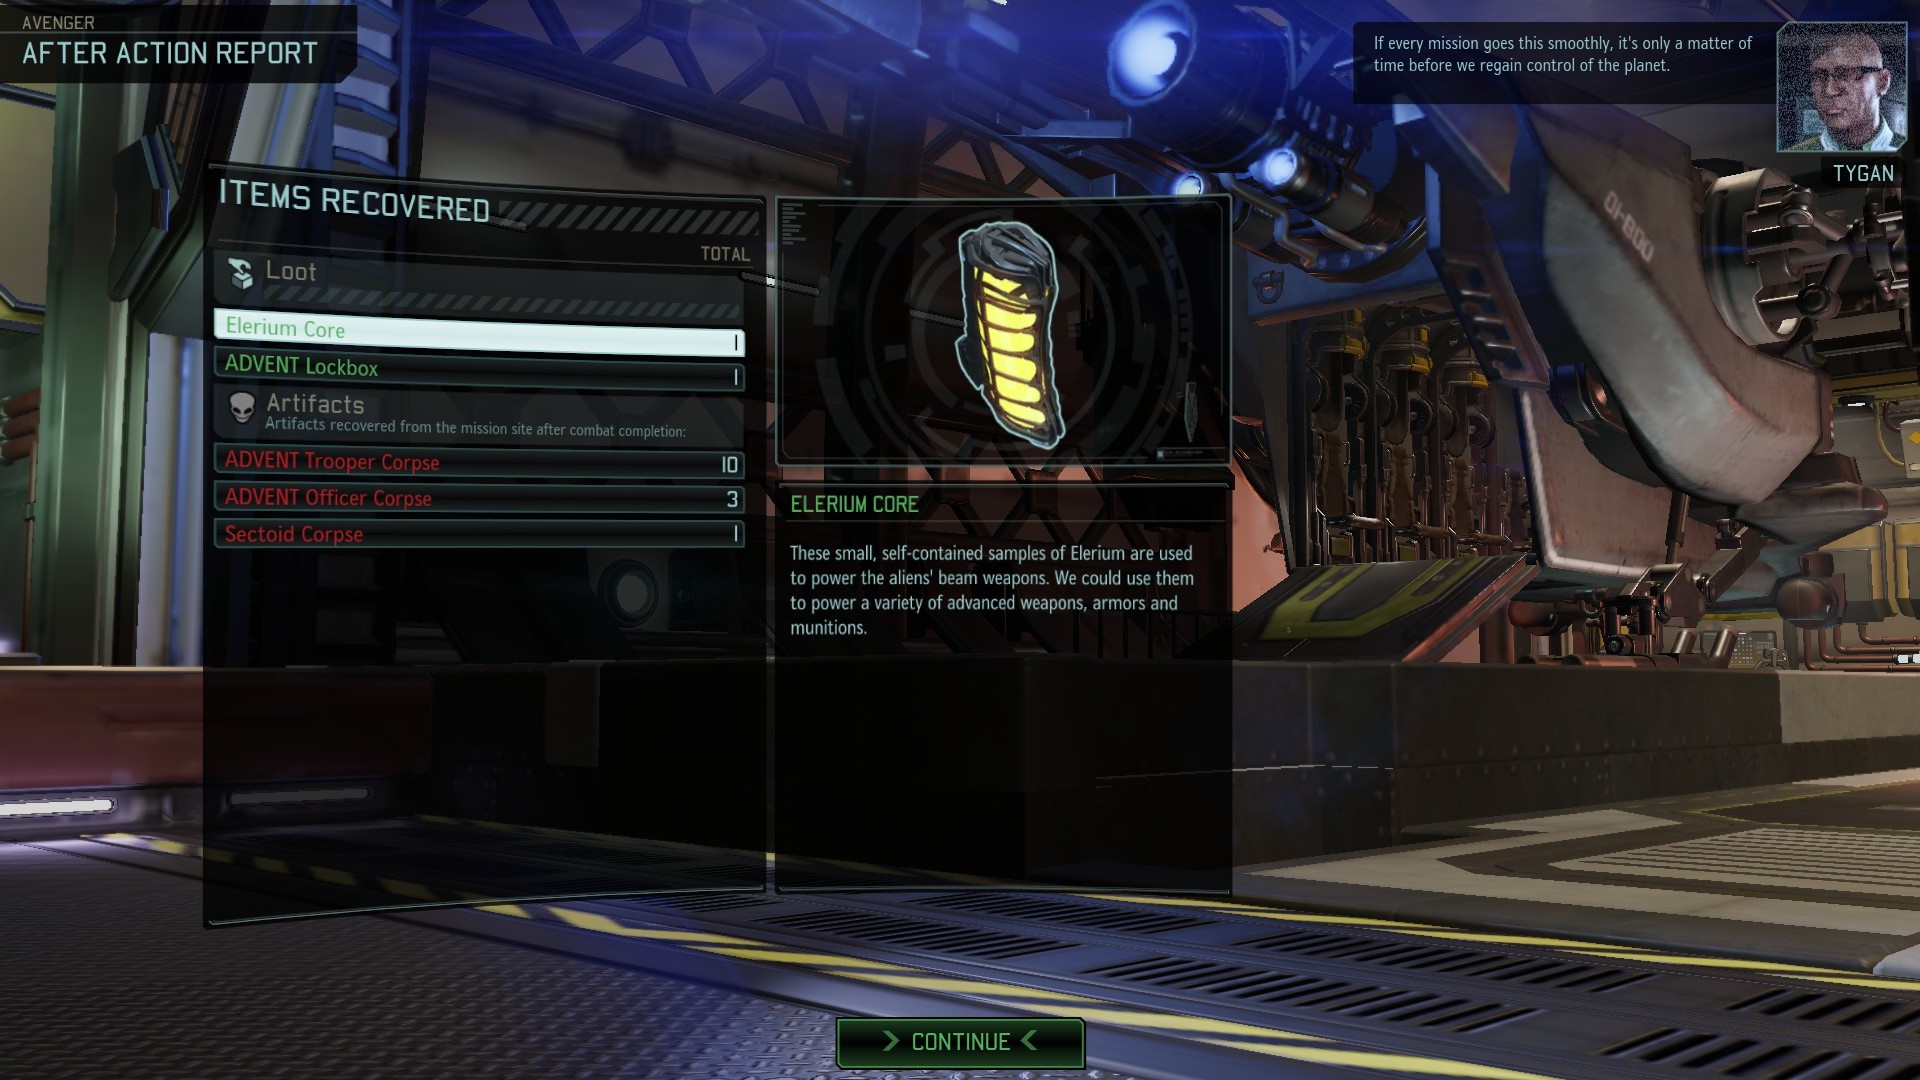 AVENGER
AFTER ACTION REPORT
If every mission goes this smoothly, it's only a matter of
time before we regain control of the planet.
TYGAN
ITEMS RECOVERED
TOTAL
Loot
Elerium Core 1
ADVENT Lockbox 1
Artifacts
Artifacts recovered from the mission site after combat completion:
ADVENT Trooper Corpse 10
ADVENT Officer Corpse 3
Sectoid Corpse 1
ELERIUM CORE
These small, self-contained samples of Elerium are used
to power the aliens' beam weapons. We could use them
to power a variety of advanced weapons, armors and
munitions.
CONTINUE